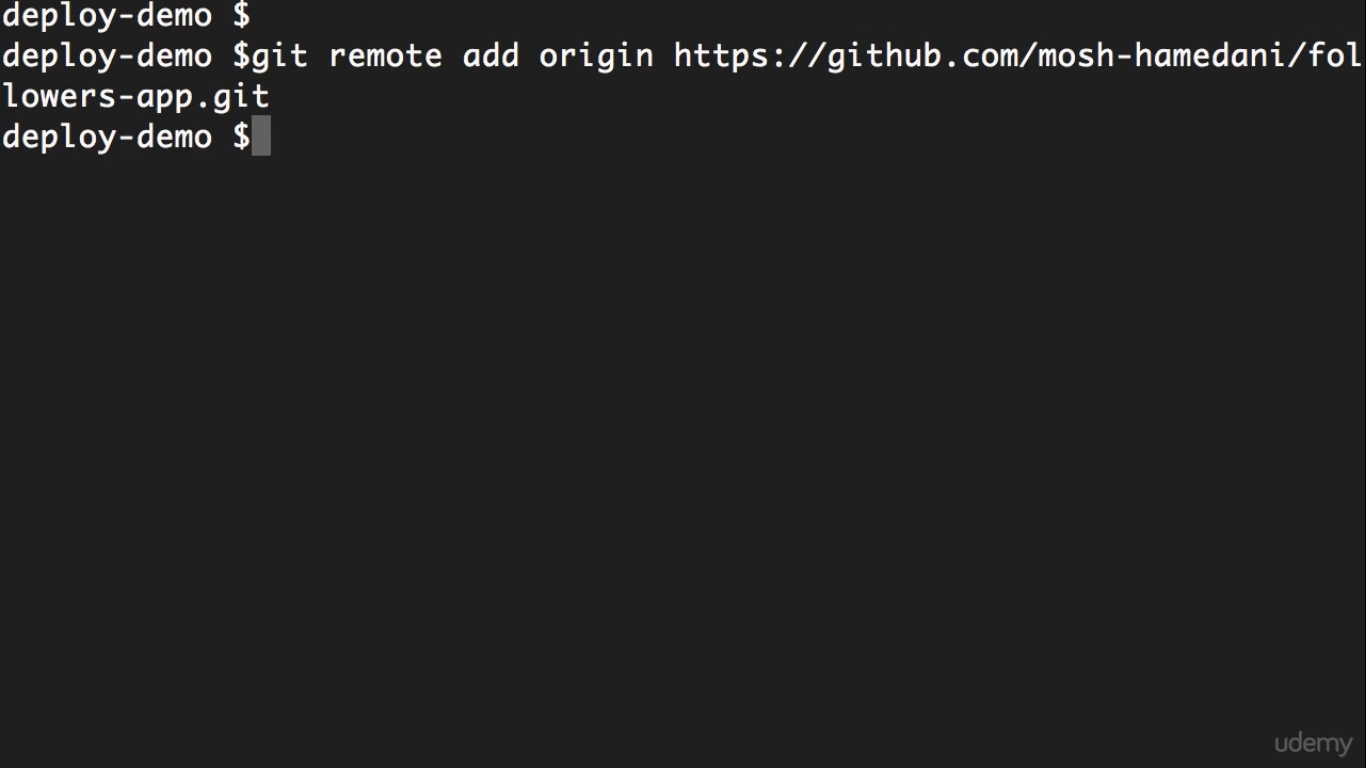 deploy-demo $
deploy-demo $git remote add origin https://github.com/mosh-hamedani/fol
lowers-app.git
deploy-demo $
udemy